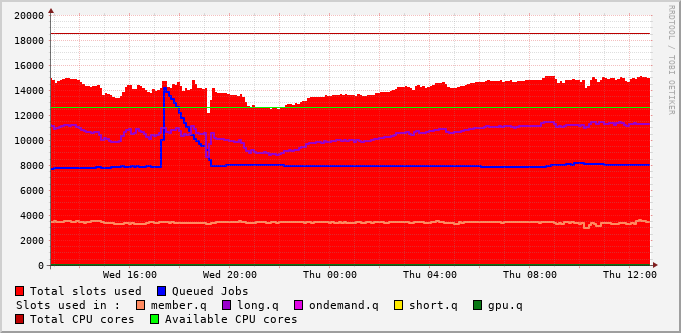 20000
18000
16000
14000
12000
10000
8000
6000
4000
2000
0
Wed 16:00 Wed 20:00 Thu 00:00 Thu 04:00 Thu 08:00 Thu 12:00
Total slots used Queued Jobs
Slots used in : member.q long.q ondemand.q short.q gpu.q
Total CPU cores Available CPU cores
RRDTOOL / TOBI OETIKER